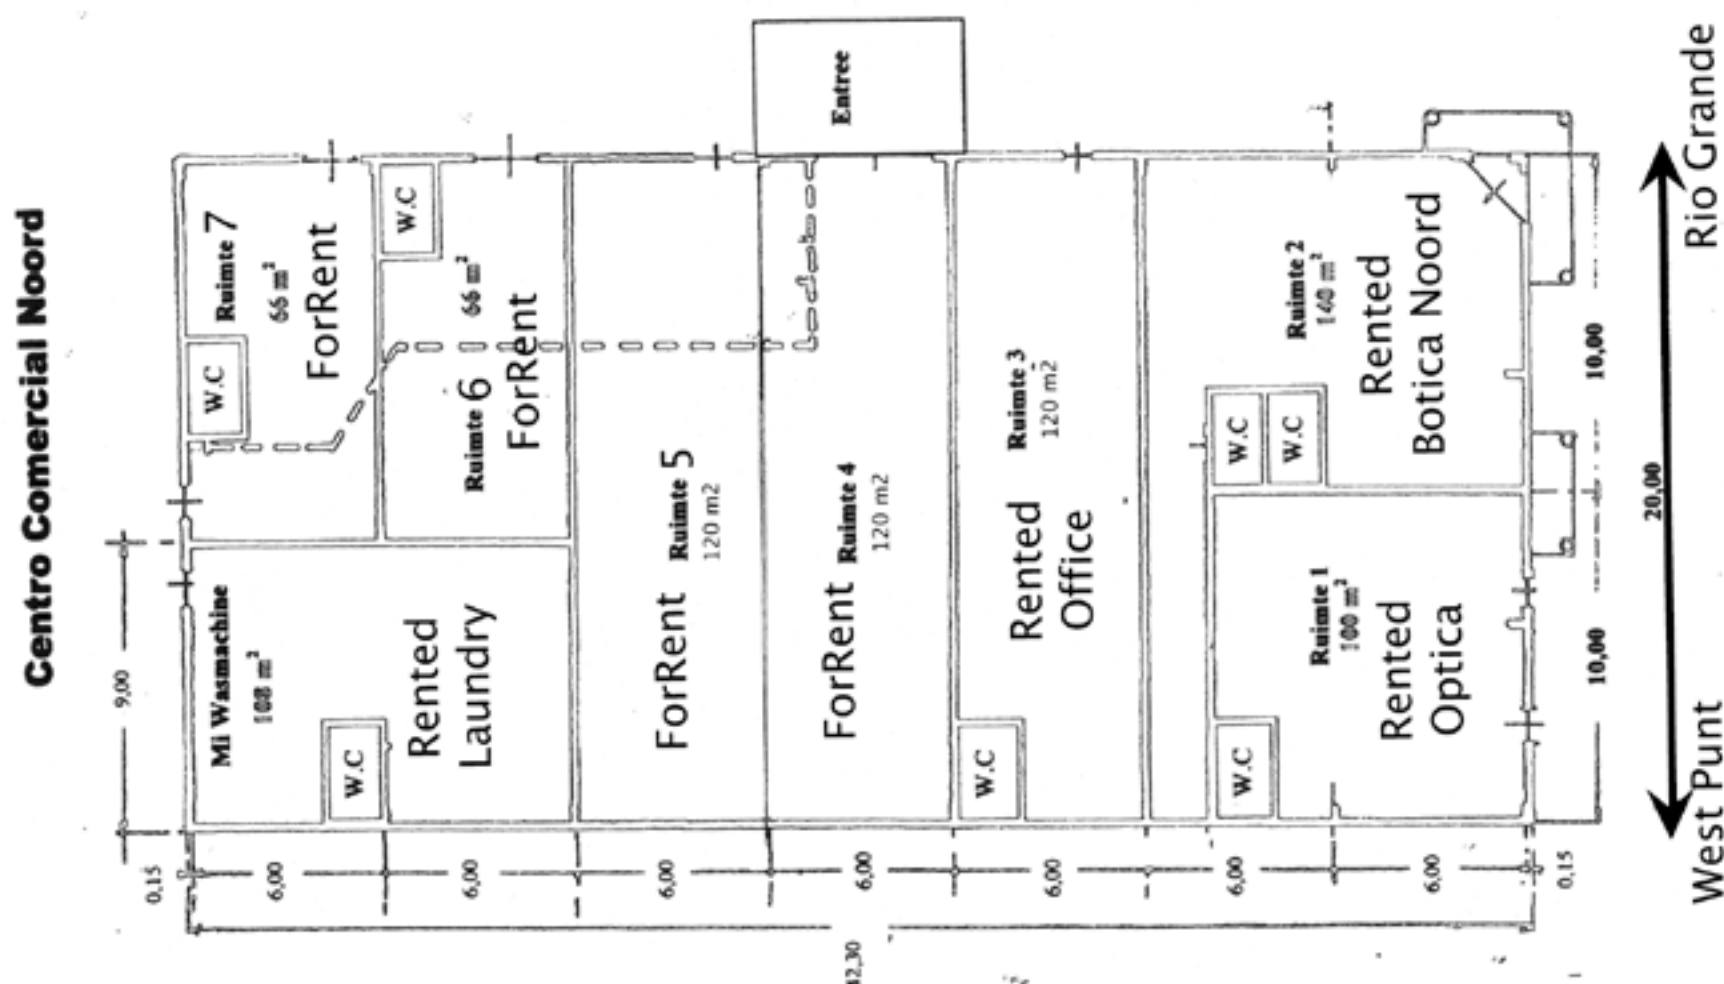 Centro Comercial Noord
Entree
Ruimte 7
66 m²
ForRent
W.C
W.C
Ruimte 6
66 m²
ForRent
Mi Wasmachine
108 m²
Rented
Laundry
W.C
Ruimte 5
120 m2
ForRent
Ruimte 4
120 m2
ForRent
Ruimte 3
120 m2
Rented
Office
W.C
Ruimte 2
140 m²
Rented
Botica Noord
W.C
W.C
Ruimte 1
100 m²
Rented
Optica
W.C
9,00
0,15
6,00
6,00
6,00
6,00
6,00
6,00
6,00
0,15
10,00
10,00
20,00
Rio Grande
West Punt